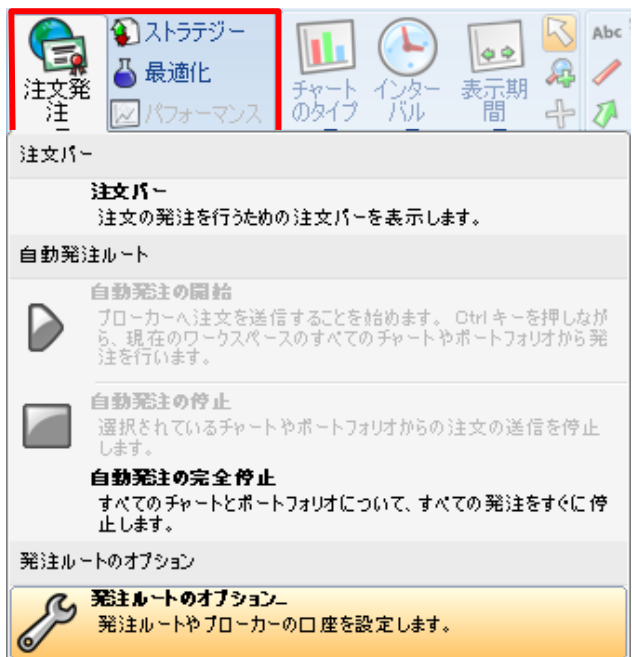 ストラテジー
最適化
パフォーマンス
注文発
注
チャート
のタイプ
インター
バル
表示期
間
Abc
注文バー
注文バー
注文の発注を行うための注文バーを表示します。
自動発注ルート
自動発注の開始
ブローカーへ注文を送信することを始めます。 Ctrl キーを押しなが
ら、現在のワークスペースのすべてのチャートやポートフォリオから発
注を行います。
自動発注の停止
選択されているチャートやポートフォリオからの注文の送信を停止
します。
自動発注の完全停止
すべてのチャートとポートフォリオについて、すべての発注をすぐに停
止します。
発注ルートのオプション
発注ルートのオプション...
発注ルートやブローカーの口座を設定します。